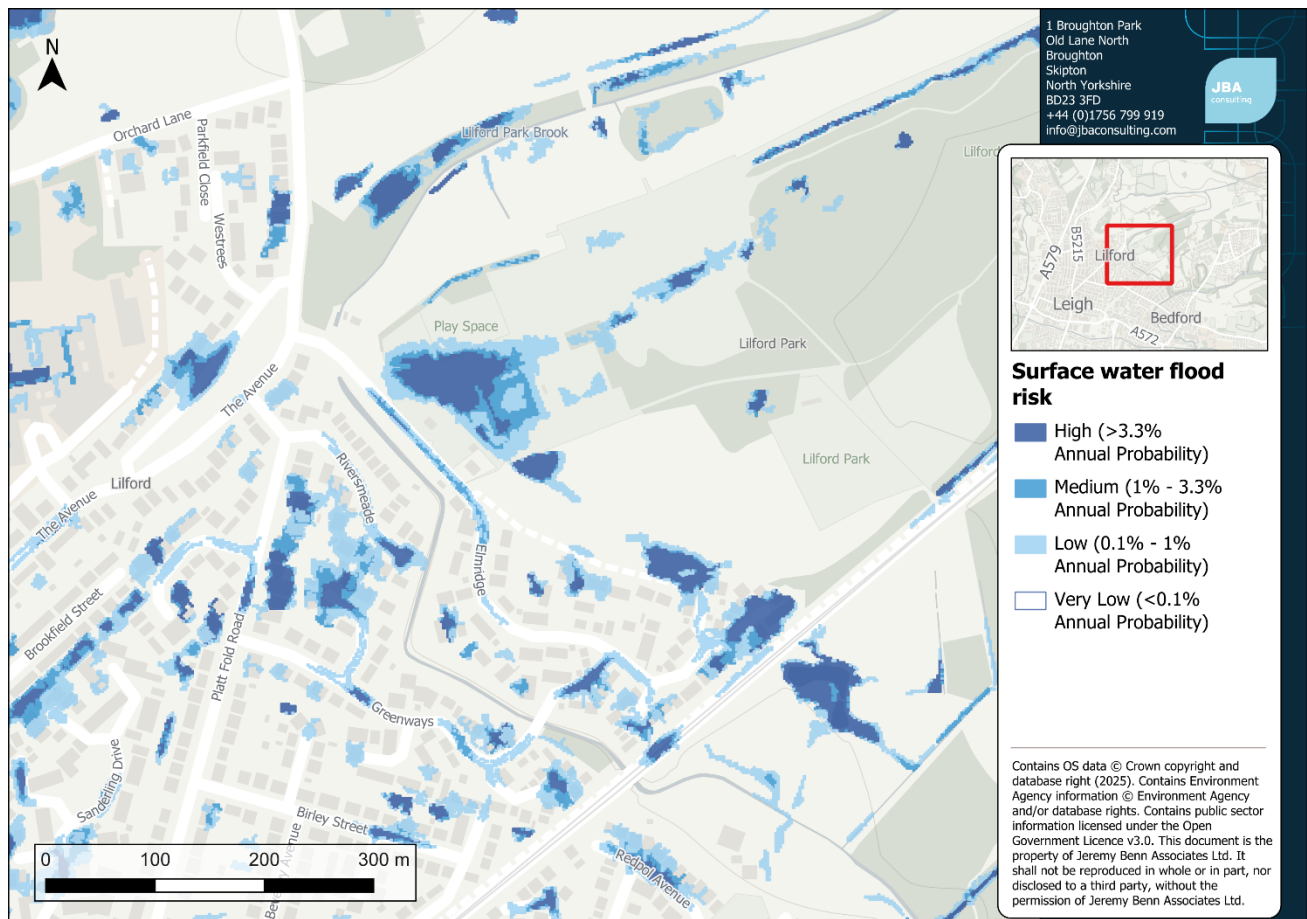 N
Orchard Lane
Parkfield Close
Westrees
Lilford Park Brook
Lilford
Play Space
Lilford Park
Lilford Park
The Avenue
Lilford
The Avenue
Riversmeade
Elmridge
Brookfield Street
Platt Fold Road
Greenways
Sanderling Drive
Birley Street
Avenue
Redpol Avenue
0 100 200 300 m
1 Broughton Park
Old Lane North
Broughton
Skipton
North Yorkshire
BD23 3FD
+44 (0)1756 799 919
info@jbaconsulting.com
JBA
consulting
B5215
A579
Lilford
Leigh
Bedford
A572
Surface water flood
risk
High (>3.3%
Annual Probability)
Medium (1% - 3.3%
Annual Probability)
Low (0.1% - 1%
Annual Probability)
Very Low (<0.1%
Annual Probability)
Contains OS data © Crown copyright and
database right (2025). Contains Environment
Agency information © Environment Agency
and/or database rights. Contains public sector
information licensed under the Open
Government Licence v3.0. This document is the
property of Jeremy Benn Associates Ltd. It
shall not be reproduced in whole or in part, nor
disclosed to a third party, without the
permission of Jeremy Benn Associates Ltd.